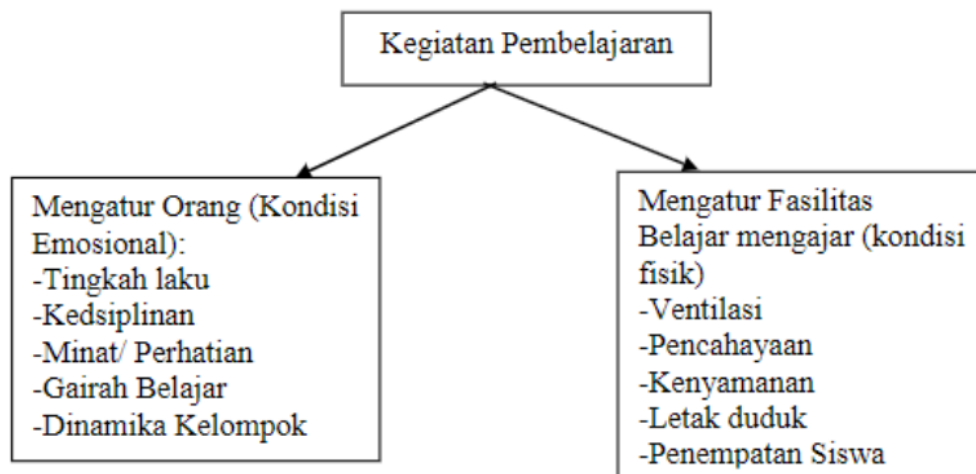 Kegiatan Pembelajaran
Mengatur Orang (Kondisi
Emosional):
-Tingkah laku
-Kedsiplinan
-Minat/ Perhatian
-Gairah Belajar
-Dinamika Kelompok
Mengatur Fasilitas
Belajar mengajar (kondisi
fisik)
-Ventilasi
-Pencahayaan
-Kenyamanan
-Letak duduk
-Penempatan Siswa